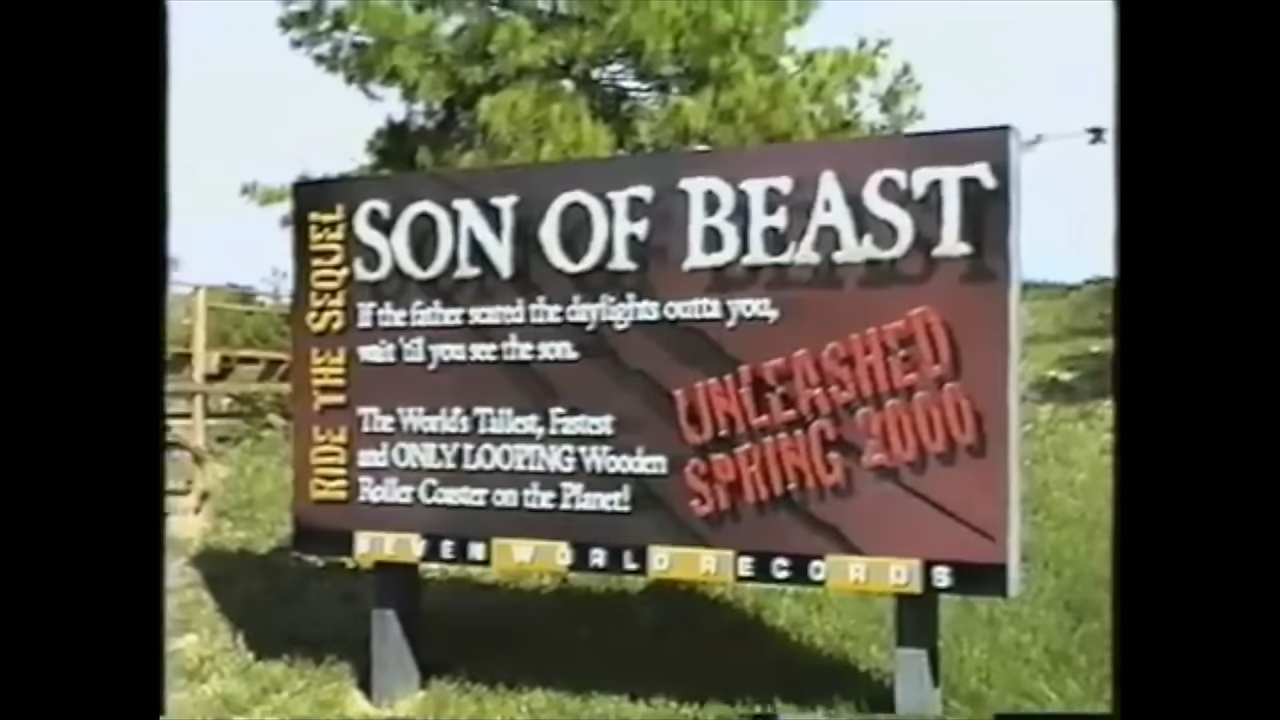 RIDE THE SEQUEL
SON OF BEAST
If the father scared the daylights outta you,
wait 'til you see the son.
The World's Tallest, Fastest
and ONLY LOOPING Wooden
Roller Coaster on the Planet!
UNLEASHED
SPRING 2000
SEVEN WORLD RECORDS